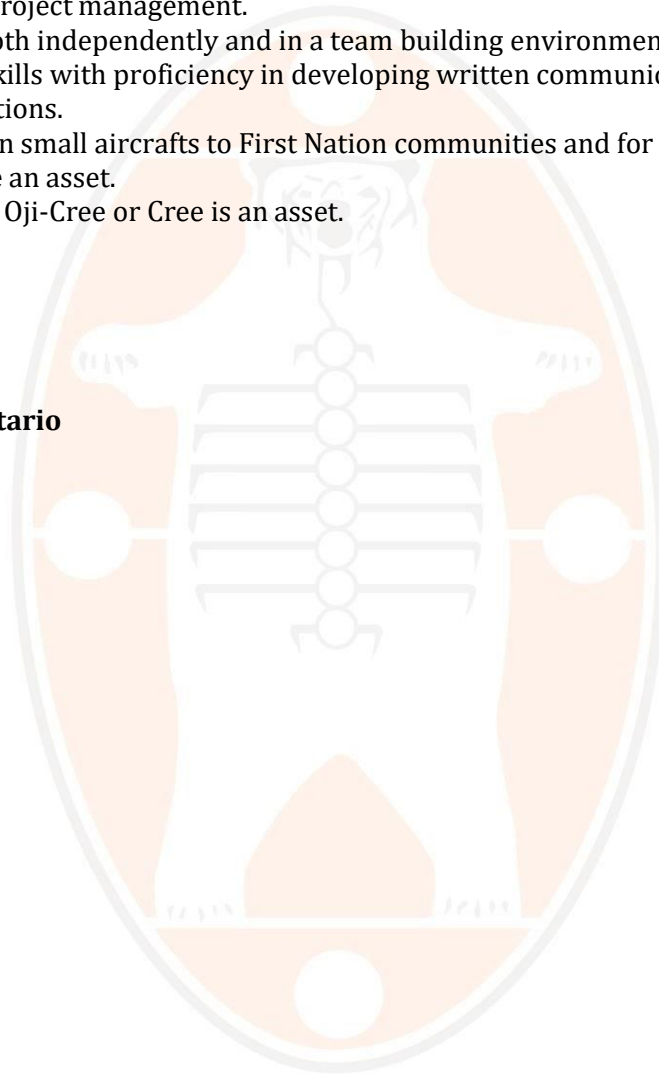 roject management.
oth independently and in a team building environmen
kills with proficiency in developing written communic
tions.
n small aircrafts to First Nation communities and for
e an asset.
Oji-Cree or Cree is an asset.
tario